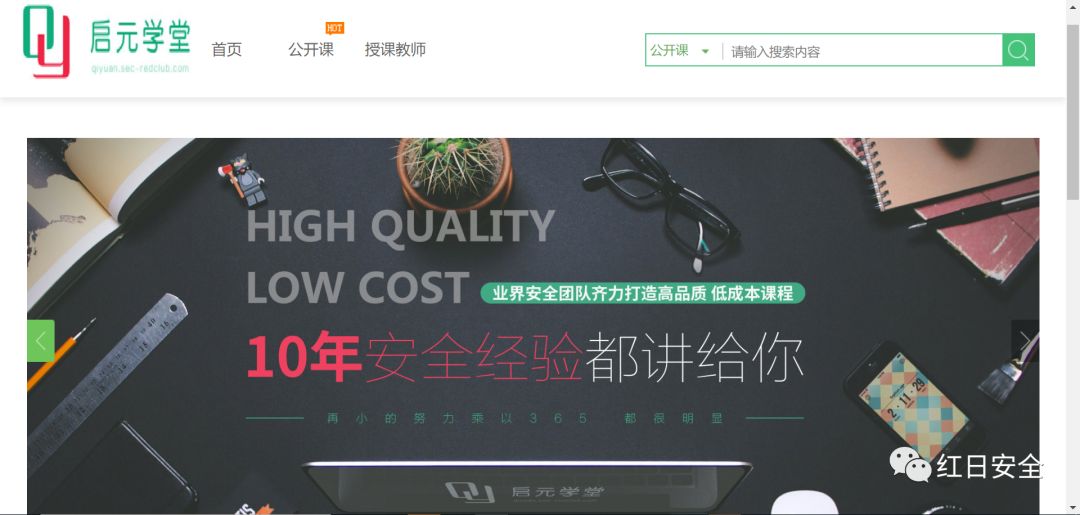 启元学堂
qiyuan.sec-redclub.com
首页
公开课
HOT
授课教师
公开课
请输入搜索内容
HIGH QUALITY
LOW COST
业界安全团队齐力打造高品质 低成本课程
10年安全经验都讲给你
再小的努力乘以365 都很明显
2·11·29
启元学堂
红日安全